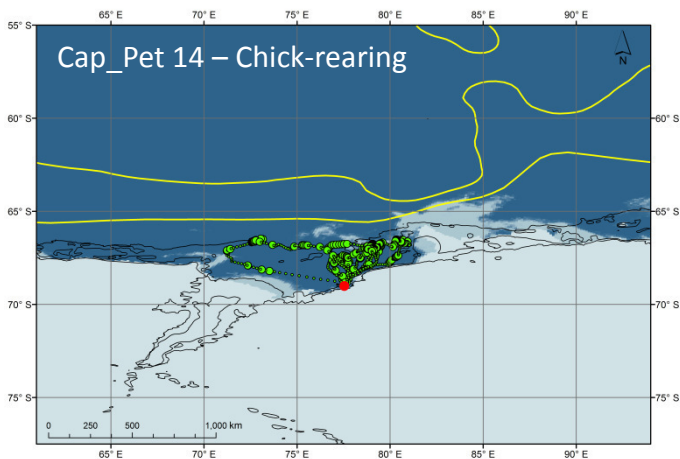 65° E 70° E 75° E 80° E 85° E 90° E
55° S
Cap_Pet 14 – Chick-rearing
N
60° S 60° S
65° S 65° S
70° S 70° S
75° S 75° S
0 250 500 1,000 km
65° E 70° E 75° E 80° E 85° E 90° E